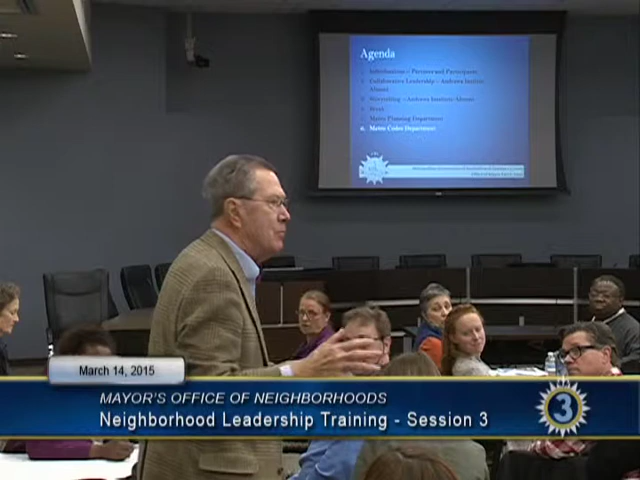 Agenda
Introductions - Presenters and Participants
Collaborative Leadership - Andrews Institute
Alumni
Storytelling - Andrews Institute Alumni
Break
Metro Planning Department
Metro Codes Department
March 14, 2015
MAYOR'S OFFICE OF NEIGHBORHOODS
Neighborhood Leadership Training - Session 3
3